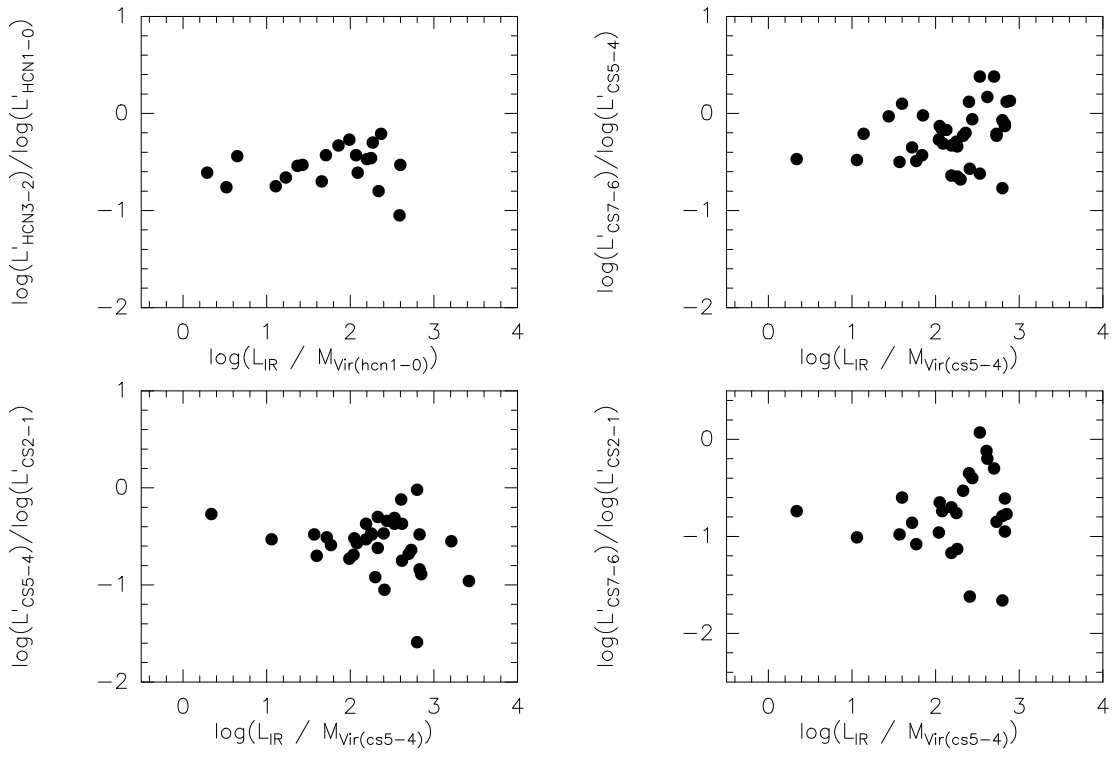 1
0
−1
−2
log(L'HCN3−2)/log(L'HCN1−0)
0 1 2 3 4
log(LIR / MVir(hcn1−0))
1
0
−1
−2
log(L'CS7−6)/log(L'CS5−4)
0 1 2 3 4
log(LIR / MVir(cs5−4))
1
0
−1
−2
log(L'CS5−4)/log(L'CS2−1)
0 1 2 3 4
log(LIR / MVir(cs5−4))
0
−1
−2
log(L'CS7−6)/log(L'CS2−1)
0 1 2 3 4
log(LIR / MVir(cs5−4))